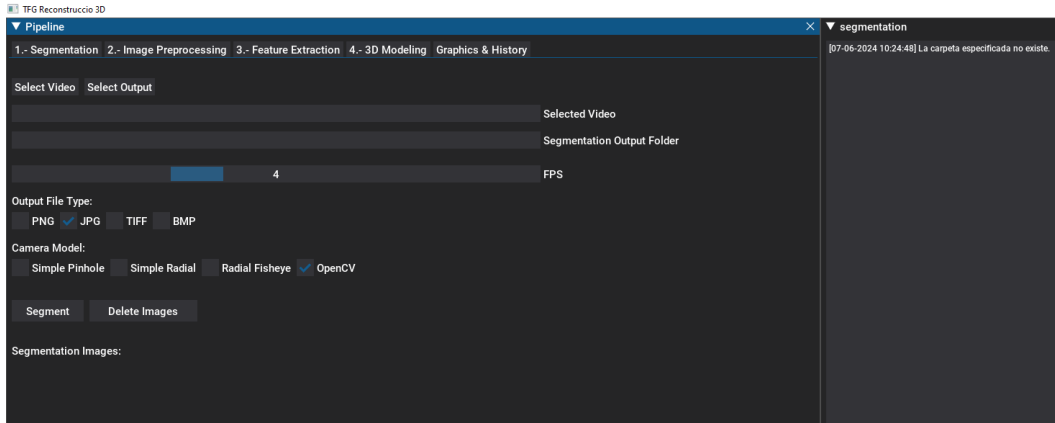 TFG Reconstruccio 3D
Pipeline
segmentation
1.- Segmentation 2.- Image Preprocessing 3.- Feature Extraction 4.- 3D Modeling Graphics & History
[07-06-2024 10:24:48] La carpeta especificada no existe.
Select Video Select Output
Selected Video
Segmentation Output Folder
4 FPS
Output File Type:
PNG JPG TIFF BMP
Camera Model:
Simple Pinhole Simple Radial Radial Fisheye OpenCV
Segment Delete Images
Segmentation Images: